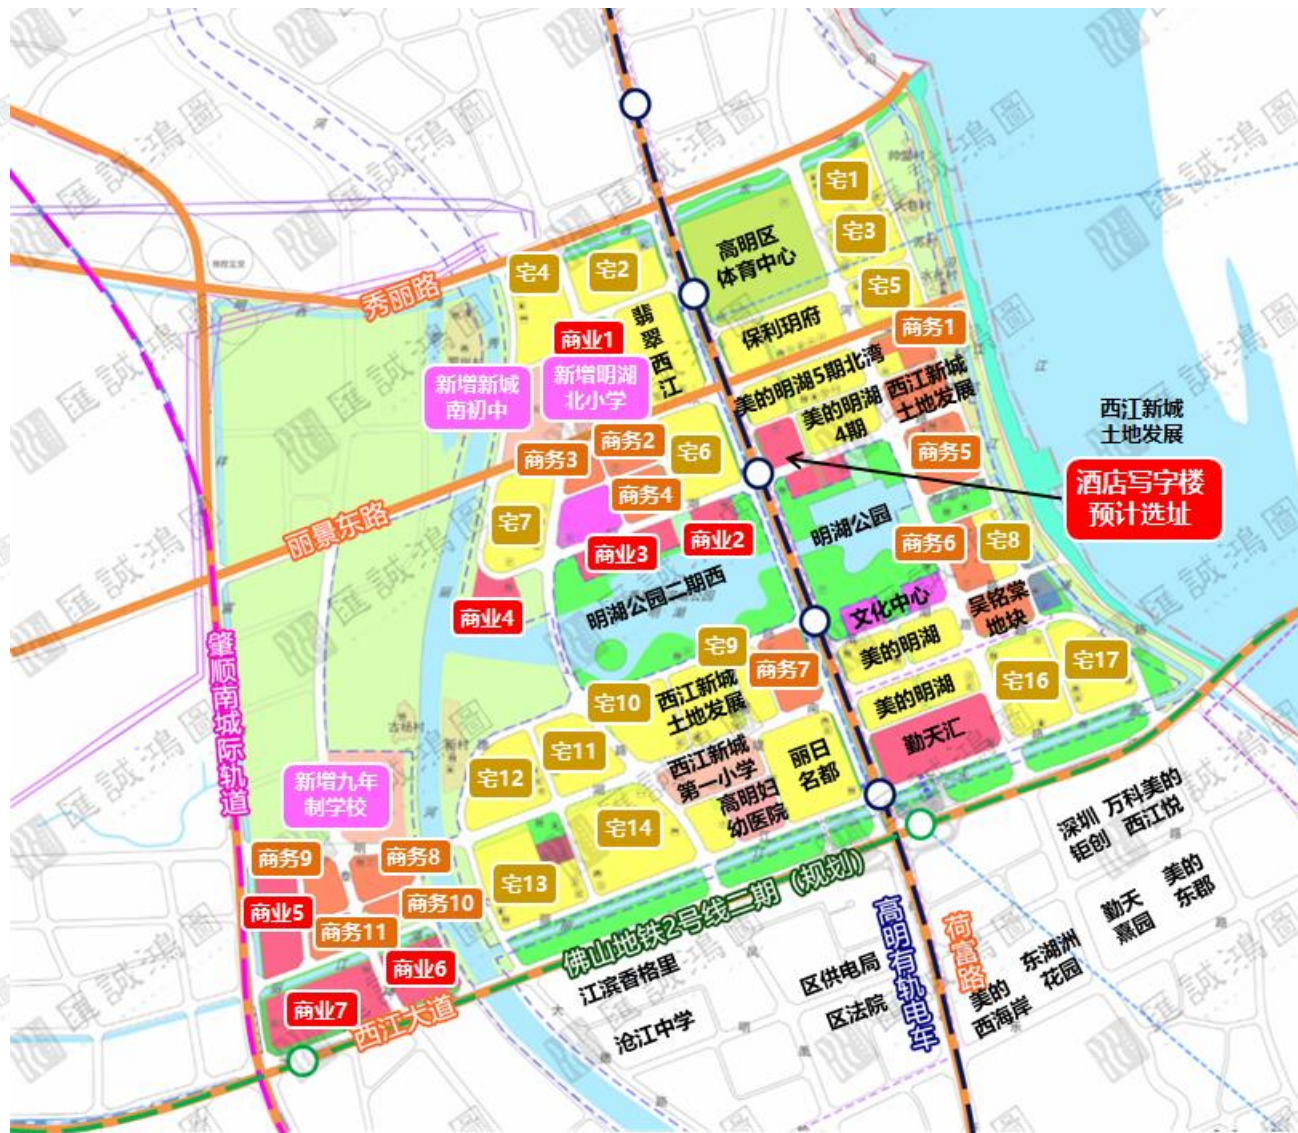 匯誠鴻圖
宅1
宅3
高明区
体育中心
宅4
宅2
宅5
秀丽路
保利玥府
商务1
翡翠西江
商业1
新增新城
南初中
新增明湖
北小学
美的明湖5期北湾
西江新城
土地发展
美的明湖
4期
西江新城
土地发展
商务2
商务3
宅6
商务5
酒店写字楼
预计选址
商务4
宅7
丽景东路
商业3
商业2
明湖公园
商务6
宅8
明湖公园二期西
商业4
文化中心
吴铭棠
地块
肇顺南城际轨道
宅9
美的明湖
商务7
宅17
宅16
宅10
西江新城
土地发展
美的明湖
古杨村
勤天汇
宅11
宅12
西江新城
第一小学
丽日
名都
新增九年
制学校
高明妇
幼医院
宅14
深圳
钜创
万科美的
西江悦
商务9
商务8
宅13
勤天
熹园
美的
东郡
商业5
商务10
商务11
佛山地铁2号线二期（规划）
高明有轨电车
荷富路
商业6
江滨香格里
区供电局
东湖洲
花园
商业7
西江大道
沧江中学
区法院
美的
西海岸